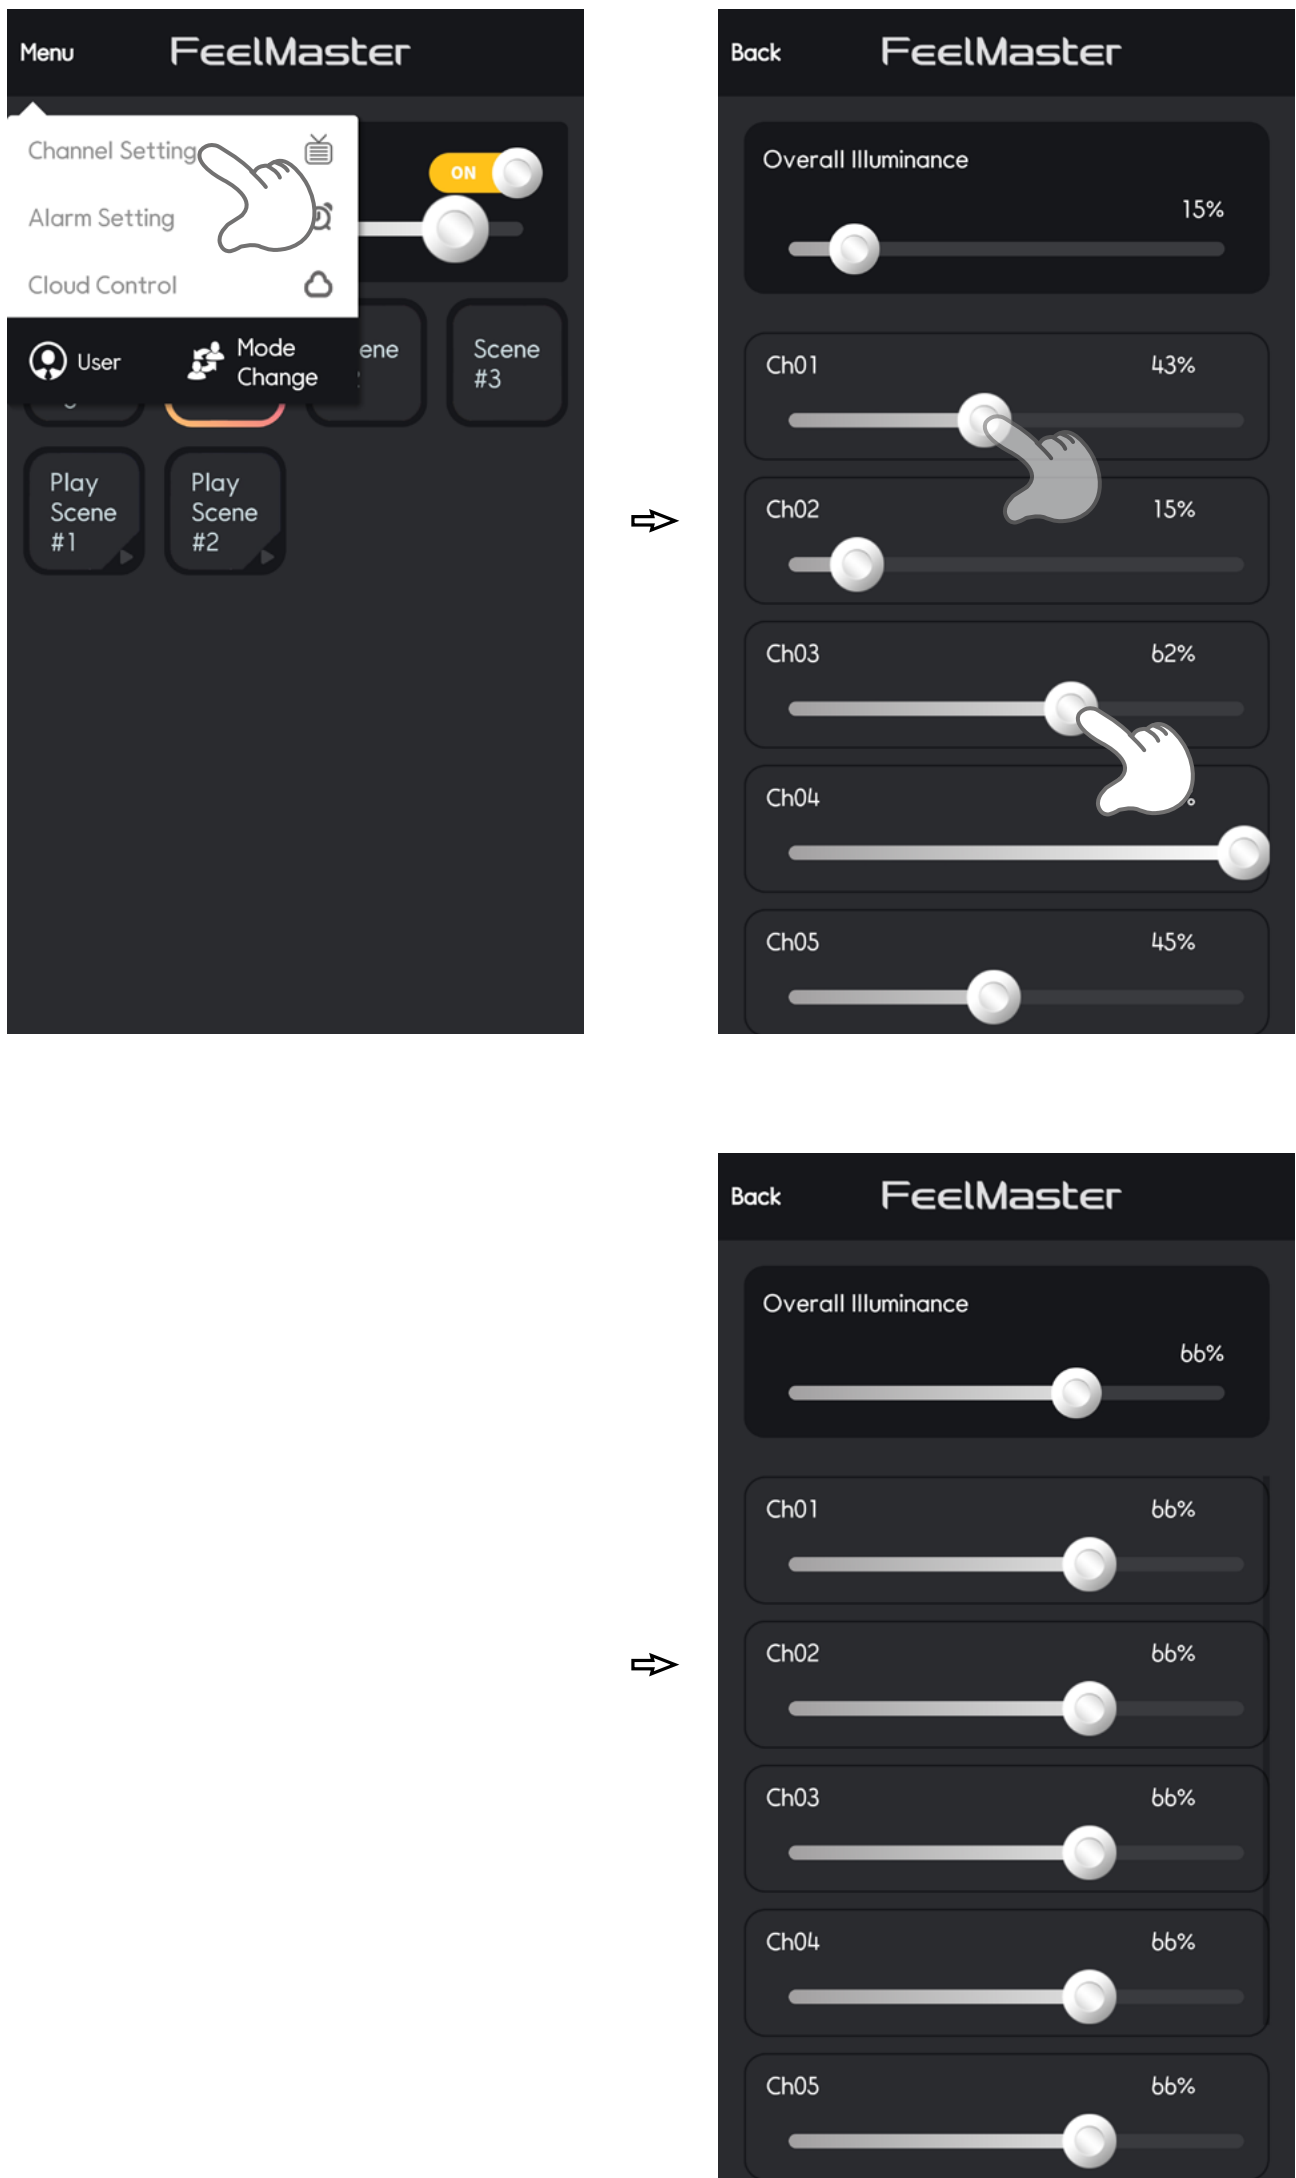 Menu
FeelMaster
Channel Setting
ON
Alarm Setting
Cloud Control
User
Mode
Change
Scene
#3
Play
Scene
#1
Play
Scene
#2
Back
FeelMaster
Overall Illuminance
15%
Ch01
43%
Ch02
15%
Ch03
62%
Ch04
Ch05
45%
Back
FeelMaster
Overall Illuminance
66%
Ch01
66%
Ch02
66%
Ch03
66%
Ch04
66%
Ch05
66%